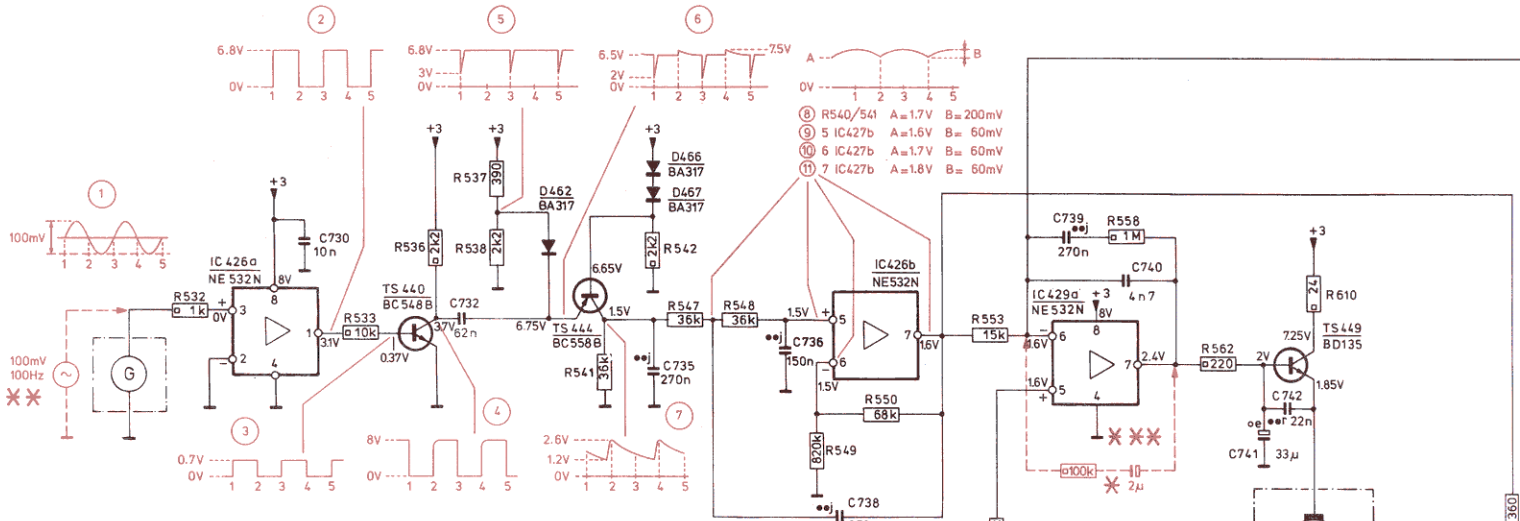 1
100mV
1 2 3 4 5
2
6.8V
0V
1 2 3 4 5
5
6.8V
3V
0V
1 2 3 4 5
6
6.5V
7.5V
2V
0V
1 2 3 4 5
A
B
0V
1 2 3 4 5
8 R540/541 A=1.7V B=200mV
9 5 IC427b A=1.6V B= 60mV
10 6 IC427b A=1.7V B= 60mV
11 7 IC427b A=1.8V B= 60mV
+3
C730
10n
IC426a
NE532N
8V
8
R532
1k
0V
+
3
2
-
4
1
3.1V
G
100mV
100Hz
R533
10k
0.37V
TS 440
BC548B
3.7V
+3
R536
2k2
C732
62n
+3
R537
390
R538
2k2
D462
BA317
6.75V
6.65V
TS 444
BC558B
1.5V
+3
D466
BA317
D467
BA317
R542
2k2
R541
36k
C735
270n
j
R547
36k
R548
36k
C736
150n
j
1.5V
+
5
6
-
1.5V
IC426b
NE532N
7
1.6V
R550
68k
R549
820k
C738
j
R553
15k
C739
j
270n
R558
1M
C740
4n7
IC429a
NE532N
+3
8V
8
-
6
1.6V
1.6V
5
+
4
7
2.4V
100k
2μ
R562
220
2V
+3
R610
24
7.25V
TS449
BD135
1.85V
C742
22n
r
oe
C741
33μ
360
3
0.7V
0V
1 2 3 4 5
4
8V
0V
1 2 3 4 5
7
2.6V
1.2V
0V
1 2 3 4 5